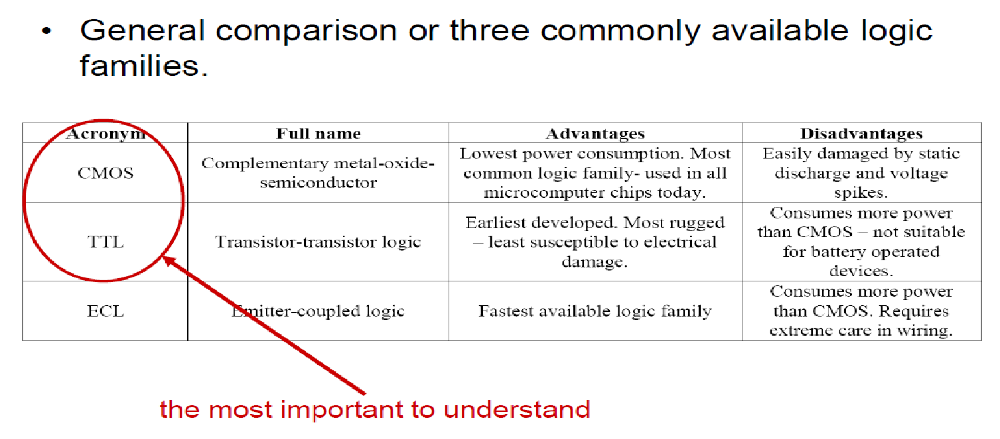 • General comparison or three commonly available logic
families.
Acronym Full name Advantages Disadvantages
CMOS
Complementary metal-oxide-
semiconductor
Lowest power consumption. Most
common logic family- used in all
microcomputer chips today.
Easily damaged by static
discharge and voltage
spikes.
TTL
Transistor-transistor logic
Earliest developed. Most rugged
– least susceptible to electrical
damage.
Consumes more power
than CMOS – not suitable
for battery operated
devices.
ECL
Emitter-coupled logic
Fastest available logic family
Consumes more power
than CMOS. Requires
extreme care in wiring.
the most important to understand